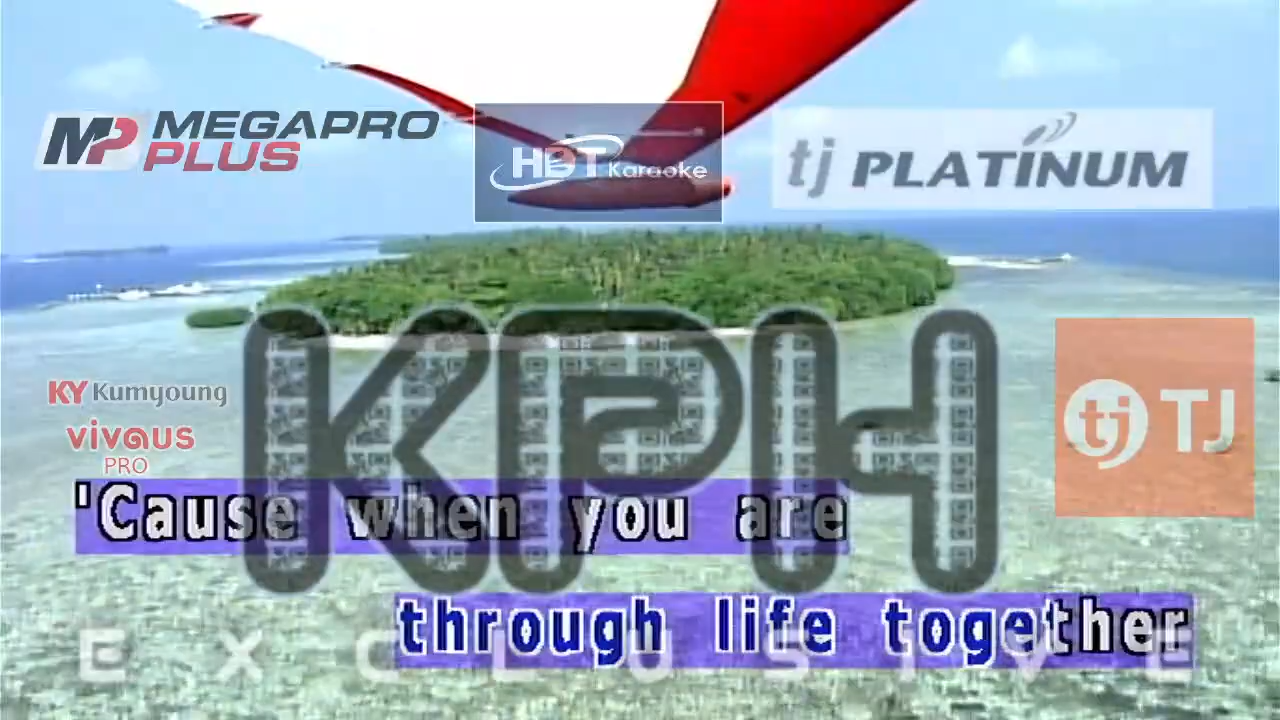 MP MEGAPRO
PLUS
HDT Karaoke
tj PLATINUM
KPH
KY Kumyoung
vivaus
PRO
tj TJ
'Cause when you are
through life together
EXCLUSIVE